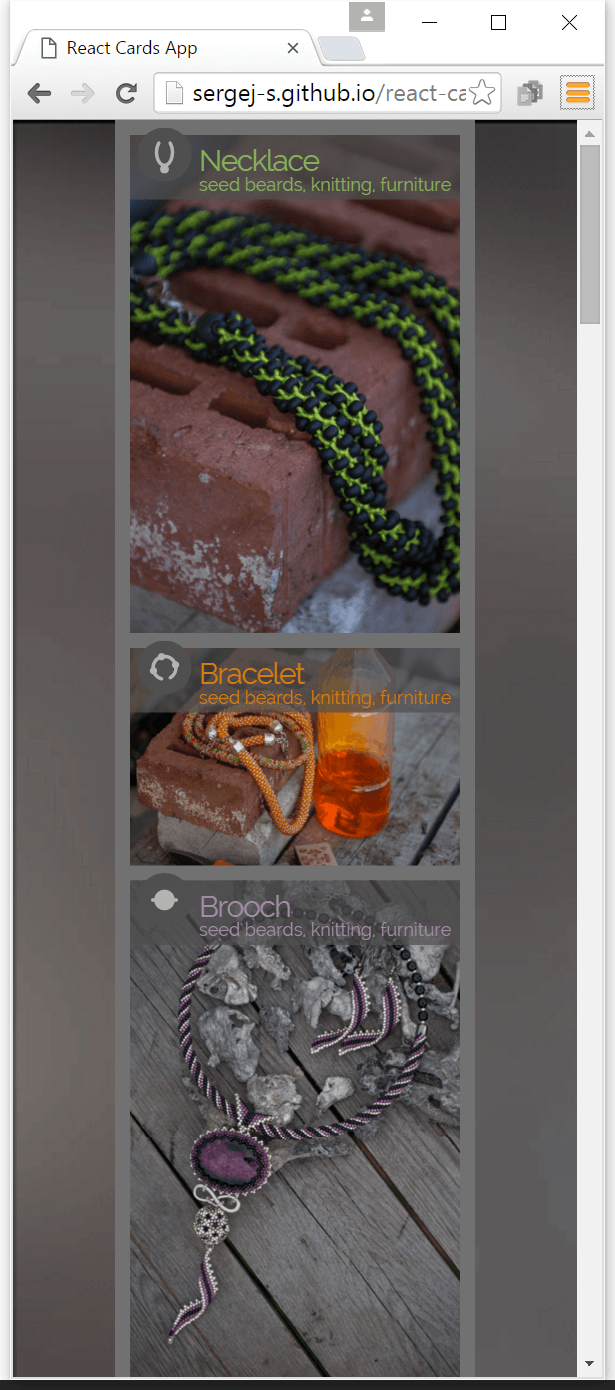 React Cards App
sergej-s.github.io/react-ca
Necklace
seed beards, knitting, furniture
Bracelet
seed beards, knitting, furniture
Brooch
seed beards, knitting, furniture